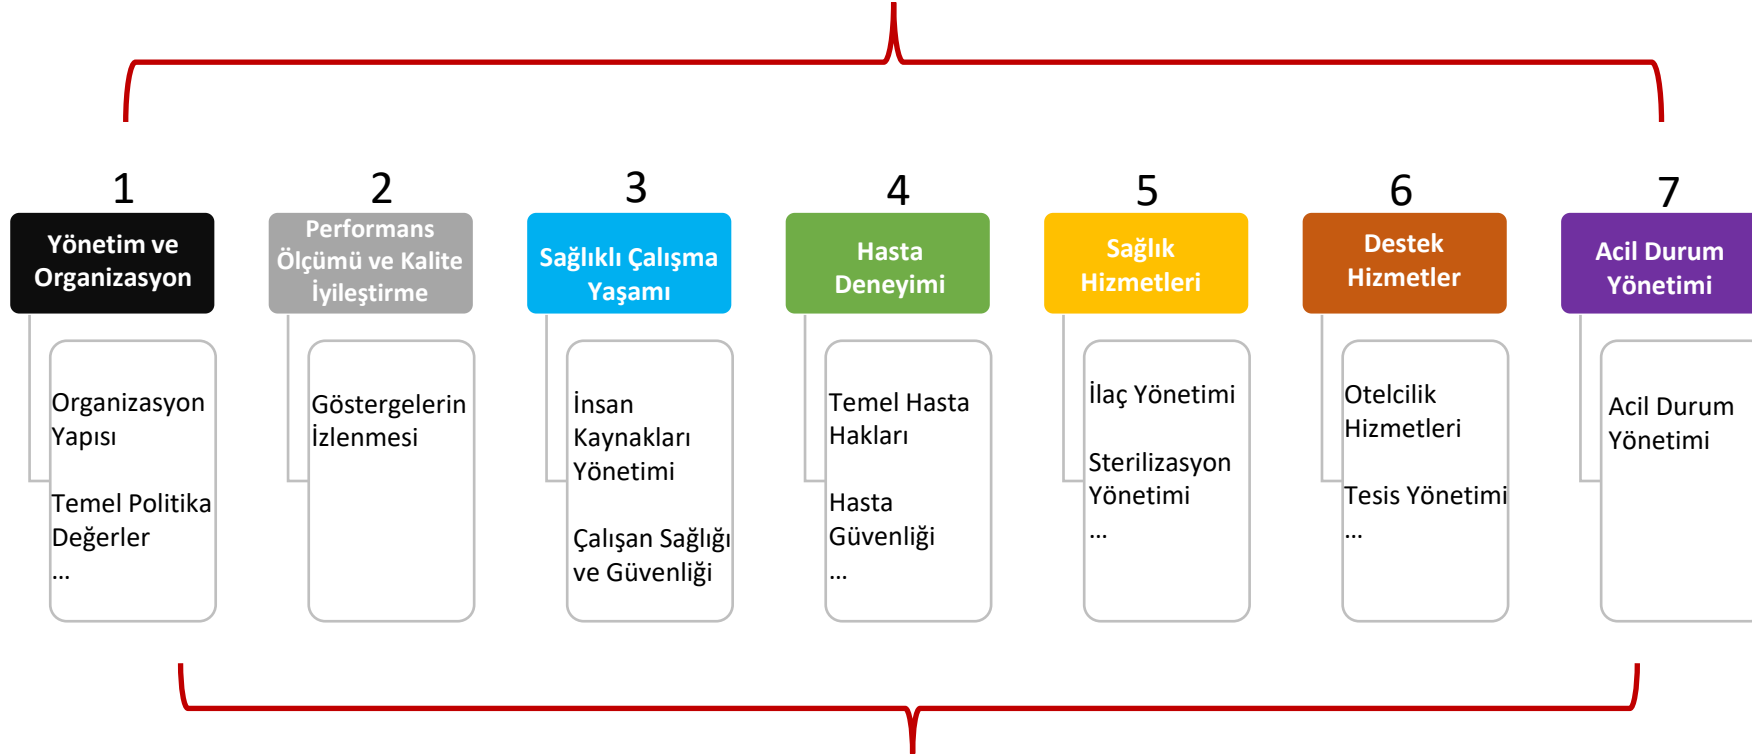 1
2
3
4
5
6
7
Yönetim ve
Organizasyon
Performans
Ölçümü ve Kalite
İyileştirme
Sağlıklı Çalışma
Yaşamı
Hasta
Deneyimi
Sağlık
Hizmetleri
Destek
Hizmetler
Acil Durum
Yönetimi
Organizasyon
Yapısı
Temel Politika
Değerler
...
Göstergelerin
İzlenmesi
İnsan
Kaynakları
Yönetimi
Çalışan Sağlığı
ve Güvenliği
Temel Hasta
Hakları
Hasta
Güvenliği
...
İlaç Yönetimi
Sterilizasyon
Yönetimi
...
Otelcilik
Hizmetleri
Tesis Yönetimi
...
Acil Durum
Yönetimi